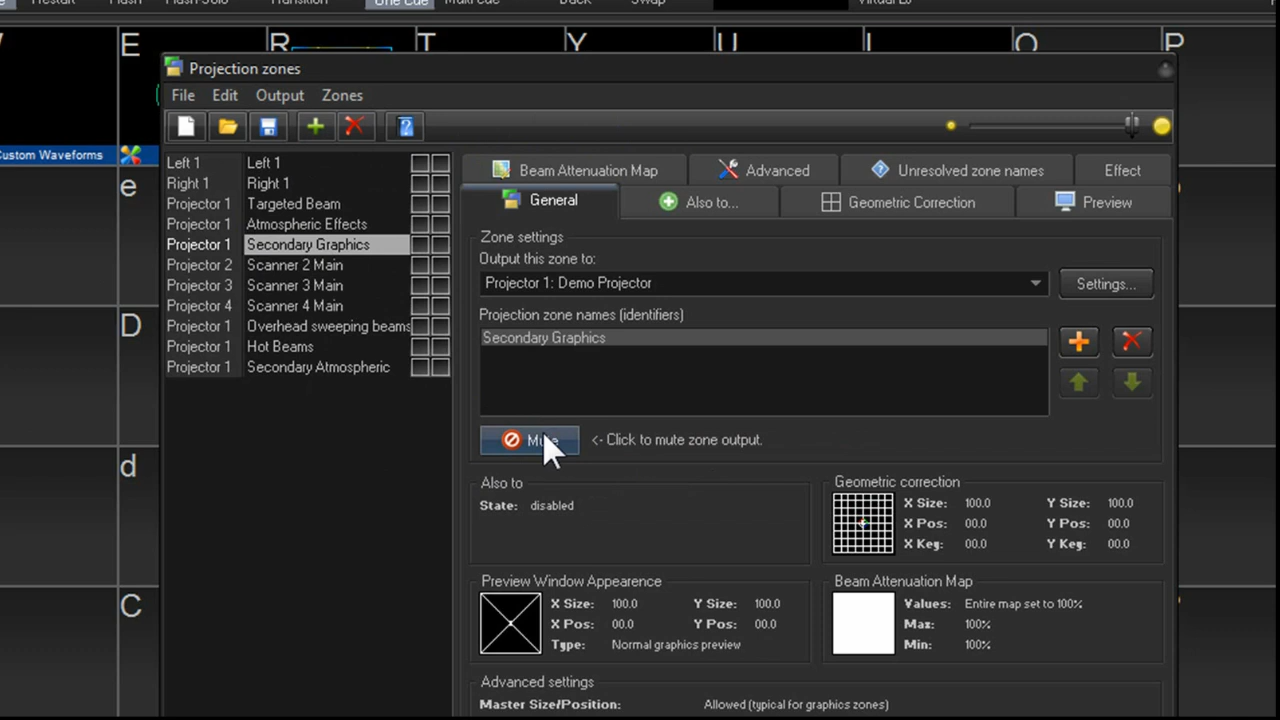 One Cue
E R T Y U I O P
Projection zones
File Edit Output Zones
Custom Waveforms
Left 1 Left 1
Right 1 Right 1
Projector 1 Targeted Beam
Projector 1 Atmospheric Effects
Projector 1 Secondary Graphics
Projector 2 Scanner 2 Main
Projector 3 Scanner 3 Main
Projector 4 Scanner 4 Main
Projector 1 Overhead sweeping beams
Projector 1 Hot Beams
Projector 1 Secondary Atmospheric
e
D
d
C
Beam Attenuation Map Advanced Unresolved zone names Effect
General Also to... Geometric Correction Preview
Zone settings
Output this zone to:
Projector 1: Demo Projector Settings...
Projection zone names (identifiers)
Secondary Graphics
Mute <- Click to mute zone output.
Also to
State: disabled
Geometric correction
X Size: 100.0 Y Size: 100.0
X Pos: 00.0 Y Pos: 00.0
X Key: 00.0 Y Key: 00.0
Preview Window Appearence
X Size: 100.0 Y Size: 100.0
X Pos: 00.0 Y Pos: 00.0
Type: Normal graphics preview
Beam Attenuation Map
Values: Entire map set to 100%
Max: 100%
Min: 100%
Advanced settings
Master Size/Position: Allowed (typical for graphics zones)